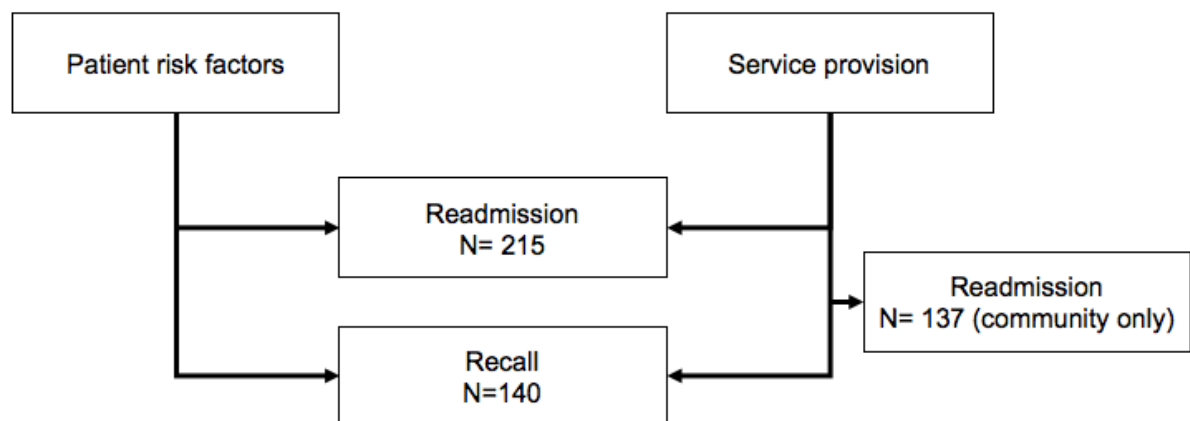 Patient risk factors
Service provision
Readmission
N= 215
Readmission
N= 137 (community only)
Recall
N=140